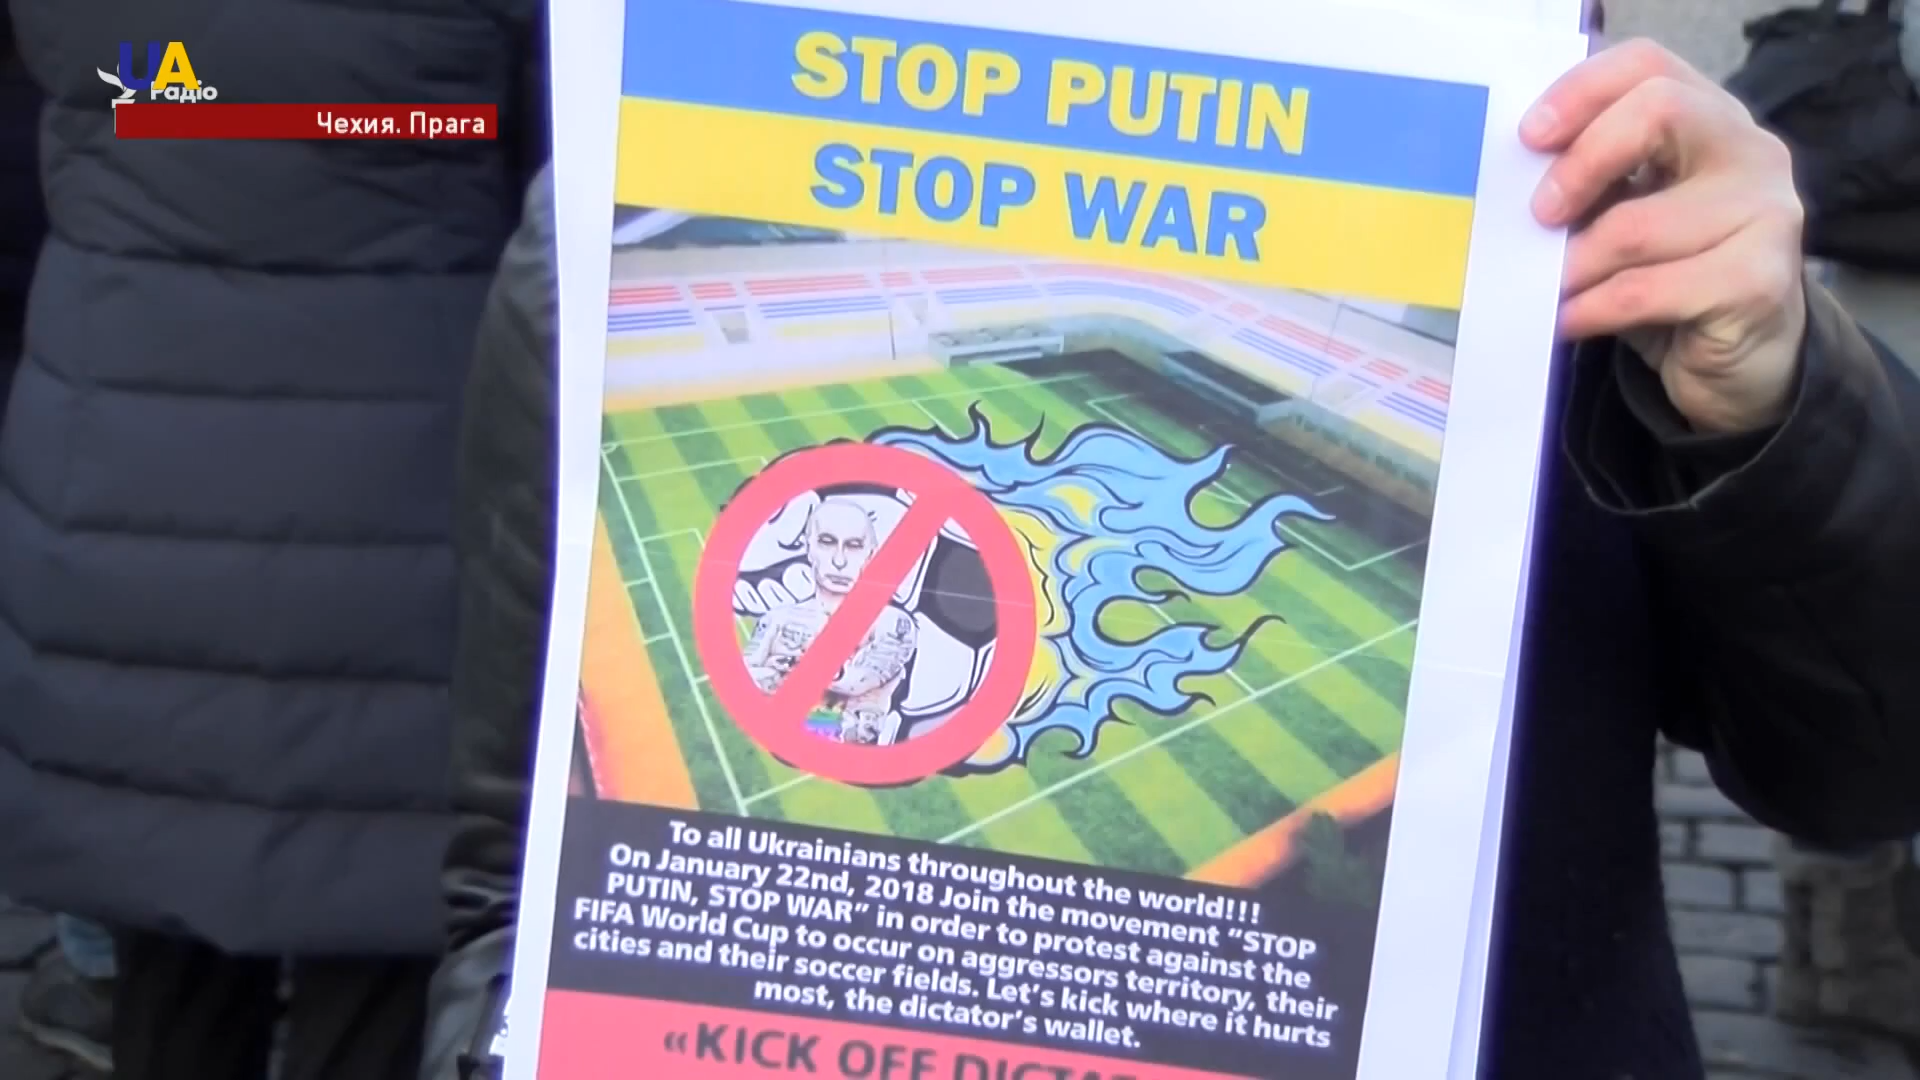 UA
Радіо
Чехия. Прага
STOP PUTIN
STOP WAR
To all Ukrainians throughout the world!!!
On January 22nd, 2018 Join the movement “STOP
PUTIN, STOP WAR” in order to protest against the
FIFA World Cup to occur on aggressors territory, their
cities and their soccer fields. Let’s kick where it hurts
most, the dictator’s wallet.
«KICK OFF